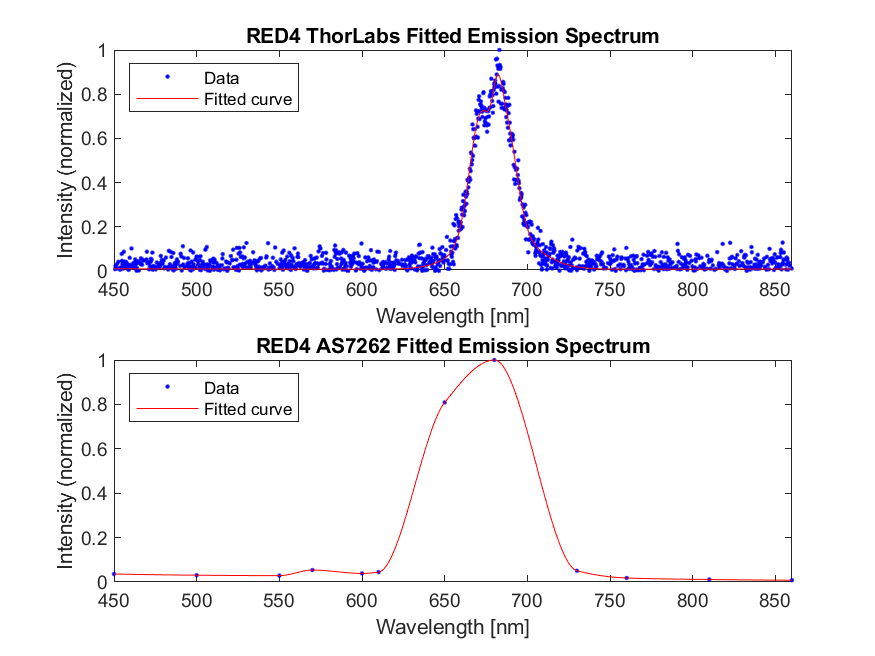 RED4 ThorLabs Fitted Emission Spectrum
Intensity (normalized)
1
0.8
0.6
0.4
0.2
0
Data
Fitted curve
450 500 550 600 650 700 750 800 850
Wavelength [nm]
RED4 AS7262 Fitted Emission Spectrum
Intensity (normalized)
1
0.8
0.6
0.4
0.2
0
Data
Fitted curve
450 500 550 600 650 700 750 800 850
Wavelength [nm]